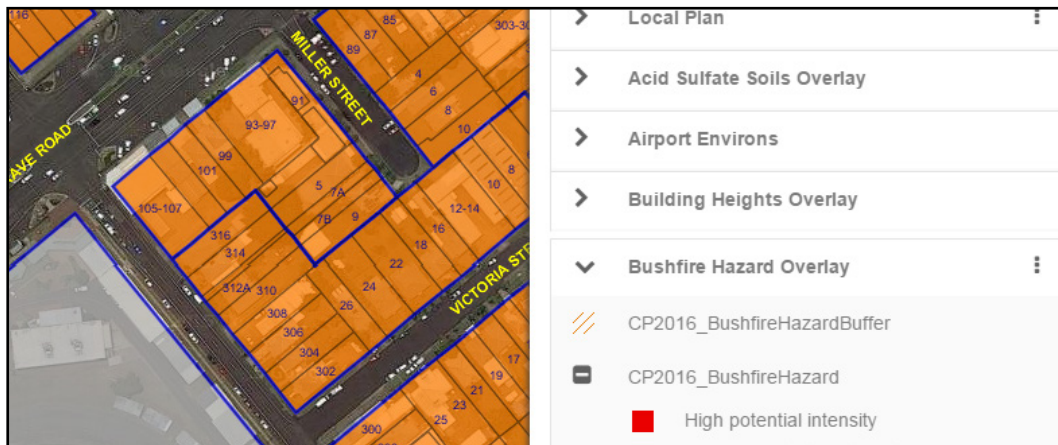 116
85
87
89
303-30
MILLER STREET
4
6
8
10
91
93-97
99
101
105-107
AVE ROAD
5
7A
7B
9
8
10
12-14
16
18
22
24
26
316
314
312A
310
308
306
304
302
VICTORIA STR
17
19
21
23
25
300
Local Plan
Acid Sulfate Soils Overlay
Airport Environs
Building Heights Overlay
Bushfire Hazard Overlay
CP2016_BushfireHazardBuffer
CP2016_BushfireHazard
High potential intensity